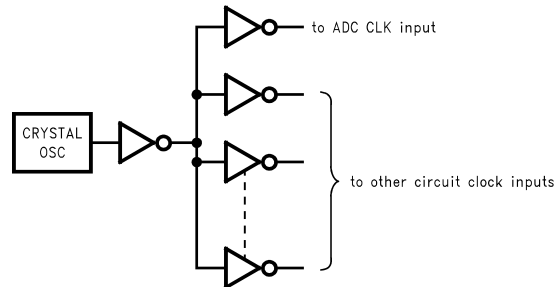 to ADC CLK input
CRYSTAL
OSC
to other circuit clock inputs